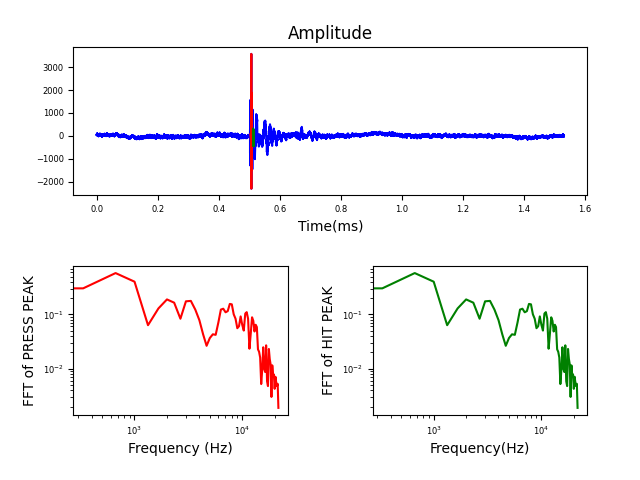 Amplitude
3000
2000
1000
0
−1000
−2000
0.0 0.2 0.4 0.6 0.8 1.0 1.2 1.4 1.6
Time(ms)
FFT of PRESS PEAK
10⁻¹
10⁻²
10³ 10⁴
Frequency (Hz)
FFT of HIT PEAK
10⁻¹
10⁻²
10³ 10⁴
Frequency(Hz)